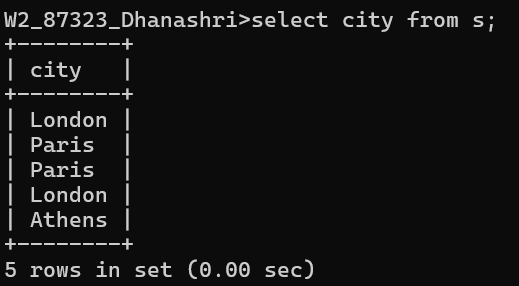 W2_87323_Dhanashri>select city from s;
+--------+
| city   |
+--------+
| London |
| Paris  |
| Paris  |
| London |
| Athens |
+--------+
5 rows in set (0.00 sec)